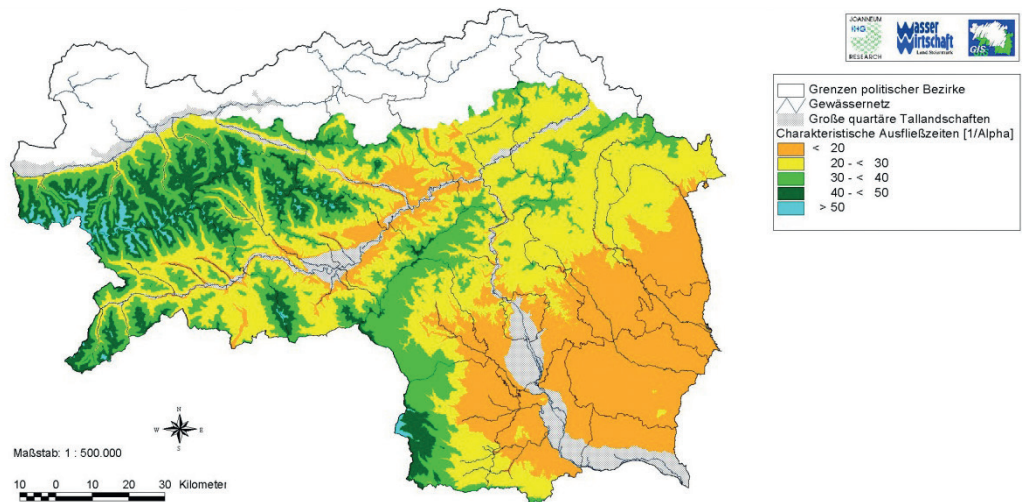 JOANNEUM
RESEARCH
Wasser
Wirtschaft
Land Steiermark
GIS
Grenzen politischer Bezirke
Gewässernetz
Große quartäre Tallandschaften
Charakteristische Ausfließzeiten [1/Alpha]
< 20
20 - < 30
30 - < 40
40 - < 50
> 50
N
W E
S
Maßstab: 1 : 500.000
10 0 10 20 30 Kilometer